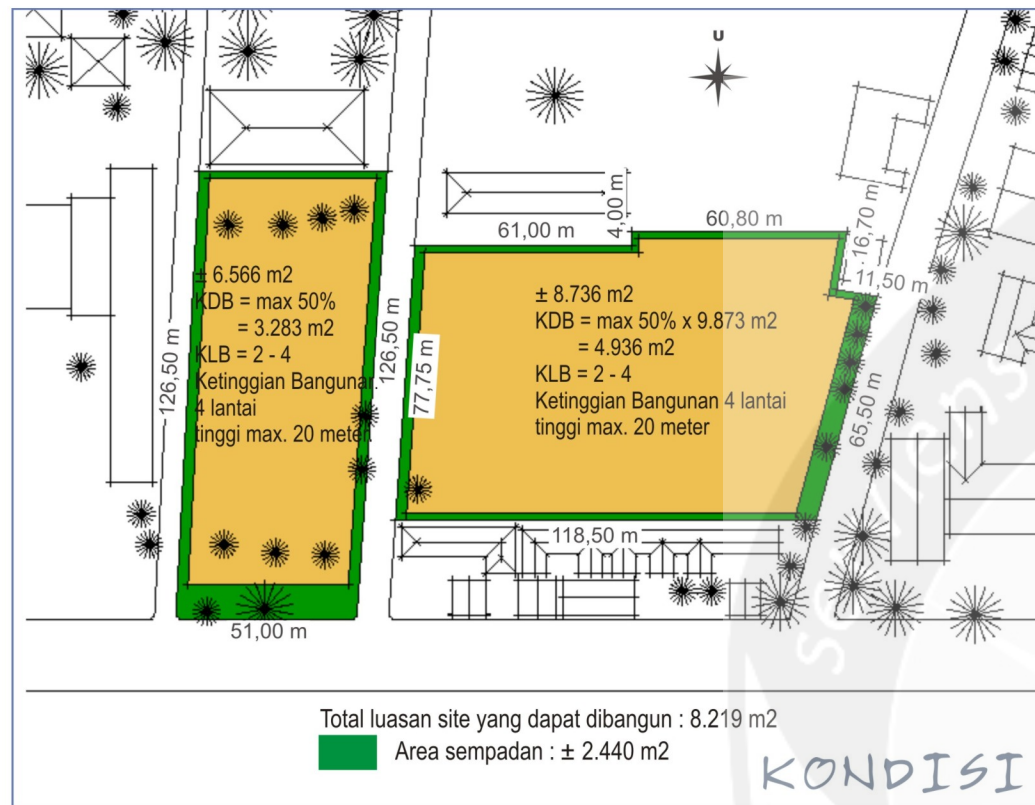 U
61,00 m
4,00 m
60,80 m
16,70 m
11,50 m
± 6.566 m2
KDB = max 50%
= 3.283 m2
KLB = 2 - 4
Ketinggian Bangunan
4 lantai
tinggi max. 20 meter
126,50 m
126,50 m
77,75 m
± 8.736 m2
KDB = max 50% x 9.873 m2
= 4.936 m2
KLB = 2 - 4
Ketinggian Bangunan 4 lantai
tinggi max. 20 meter
65,50 m
118,50 m
51,00 m
Total luasan site yang dapat dibangun : 8.219 m2
Area sempadan : ± 2.440 m2
KONDISI
serviens